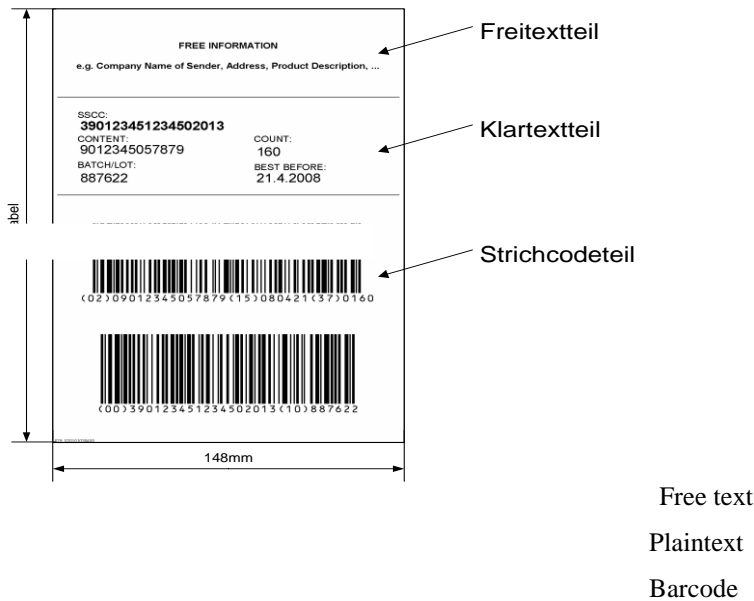 FREE INFORMATION
e.g. Company Name of Sender, Address, Product Description, ...
Freitextteil
SSCC:
390123451234502013
CONTENT:
9012345057879
COUNT:
160
BATCH/LOT:
887622
BEST BEFORE:
21.4.2008
Klartextteil
Strichcodeteil
(02)09012345057879(15)080421(37)0160
(00)390123451234502013(10)887622
148mm
Free text
Plaintext
Barcode